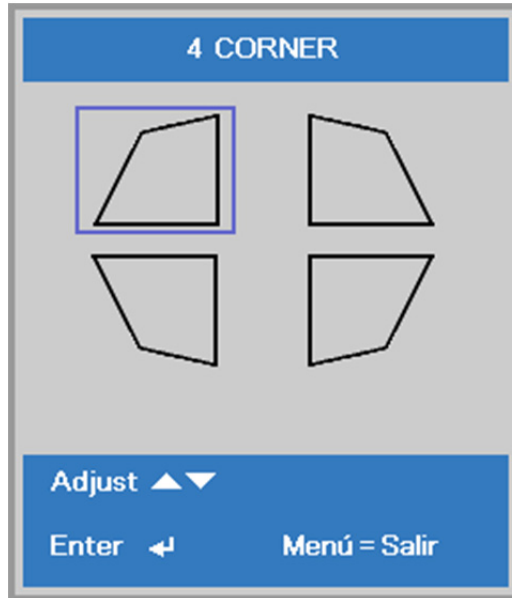 4 CORNER
Adjust ▲▼
Enter ↵
Menú = Salir